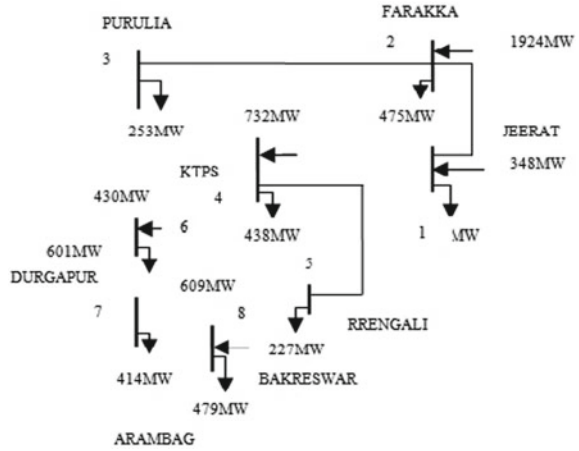 FARAKKA
PURULIA
2
1924MW
3
475MW
253MW
732MW
JEERAT
KTPS
348MW
4
430MW
6
1
MW
438MW
601MW
5
DURGAPUR
609MW
7
8
RRENGALI
227MW
414MW
BAKRESWAR
479MW
ARAMBAG